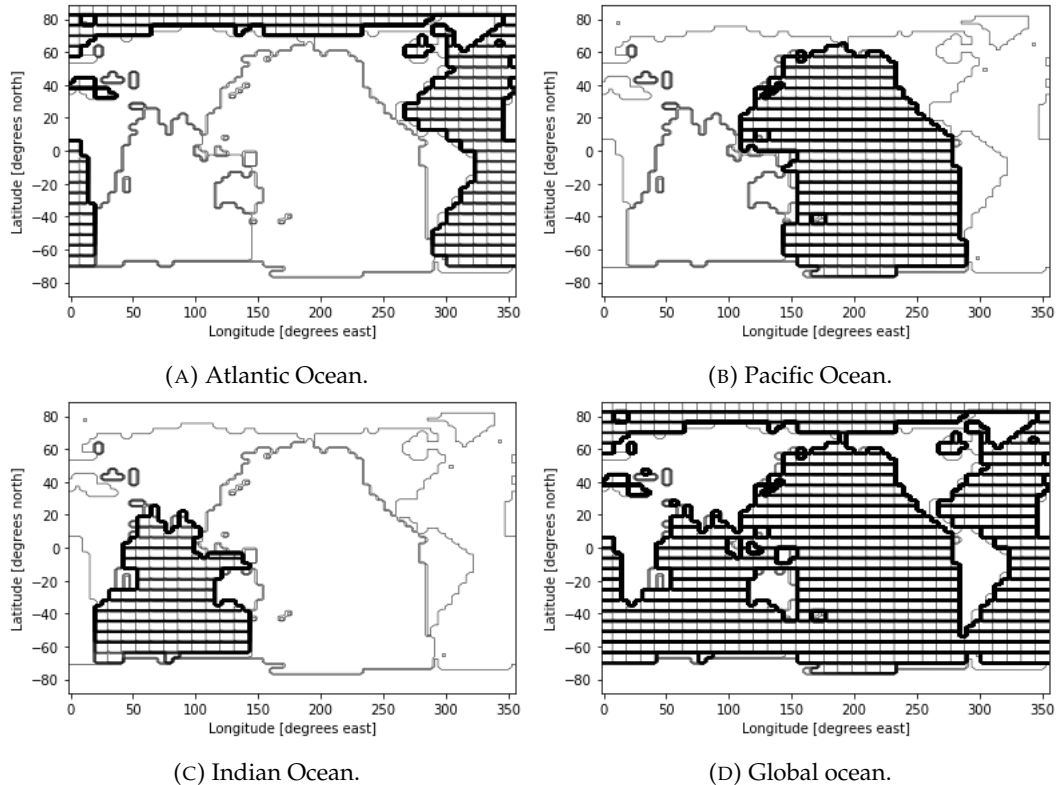 80
60
40
20
0
−20
−40
−60
−80
Latitude [degrees north]
0 50 100 150 200 250 300 350
Longitude [degrees east]
(A) Atlantic Ocean.
80
60
40
20
0
−20
−40
−60
−80
Latitude [degrees north]
0 50 100 150 200 250 300 350
Longitude [degrees east]
(B) Pacific Ocean.
80
60
40
20
0
−20
−40
−60
−80
Latitude [degrees north]
0 50 100 150 200 250 300 350
Longitude [degrees east]
(C) Indian Ocean.
80
60
40
20
0
−20
−40
−60
−80
Latitude [degrees north]
0 50 100 150 200 250 300 350
Longitude [degrees east]
(D) Global ocean.